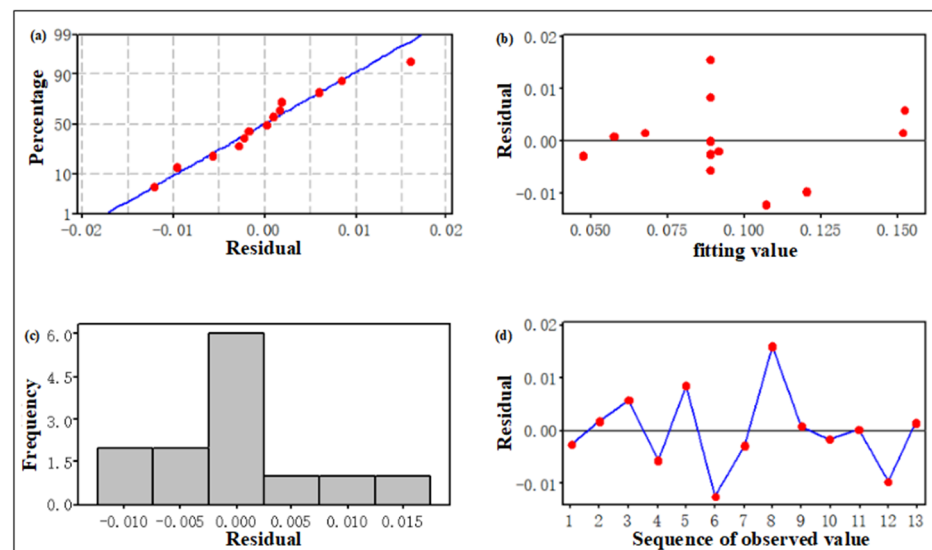 (a)
Percentage
99
90
50
10
1
-0.02 -0.01 0.00 0.01 0.02
Residual
(b)
Residual
0.02
0.01
0.00
-0.01
0.050 0.075 0.100 0.125 0.150
fitting value
(c)
Frequency
6.0
4.5
3.0
1.5
0.0
-0.010 -0.005 0.000 0.005 0.010 0.015
Residual
(d)
Residual
0.02
0.01
0.00
-0.01
1 2 3 4 5 6 7 8 9 10 11 12 13
Sequence of observed value